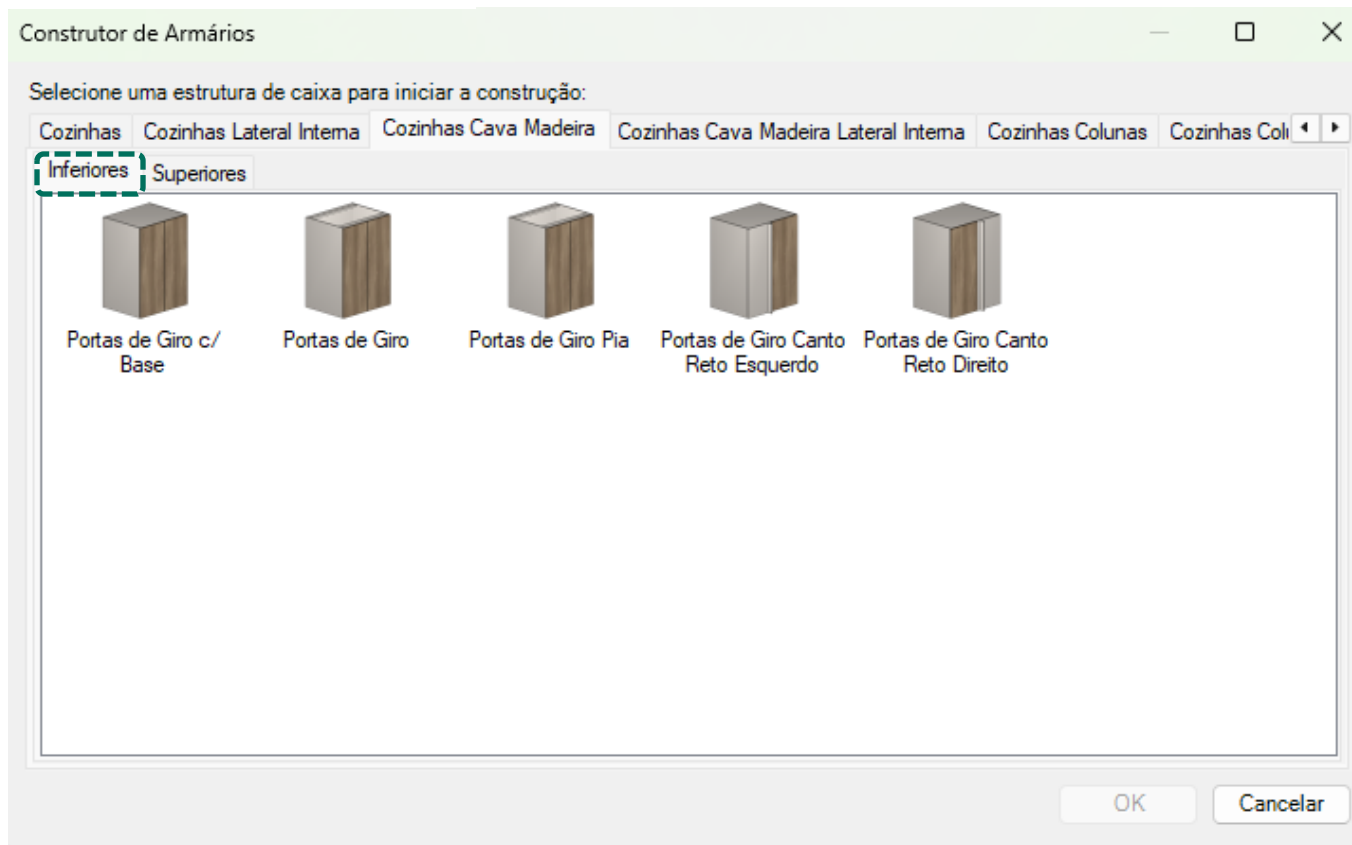 Construtor de Armários
Selecione uma estrutura de caixa para iniciar a construção:
Cozinhas Cozinhas Lateral Interna Cozinhas Cava Madeira Cozinhas Cava Madeira Lateral Interna Cozinhas Colunas Cozinhas Colu
Inferiores Superiores
Portas de Giro c/
Base
Portas de Giro
Portas de Giro Pia
Portas de Giro Canto
Reto Esquerdo
Portas de Giro Canto
Reto Direito
OK Cancelar